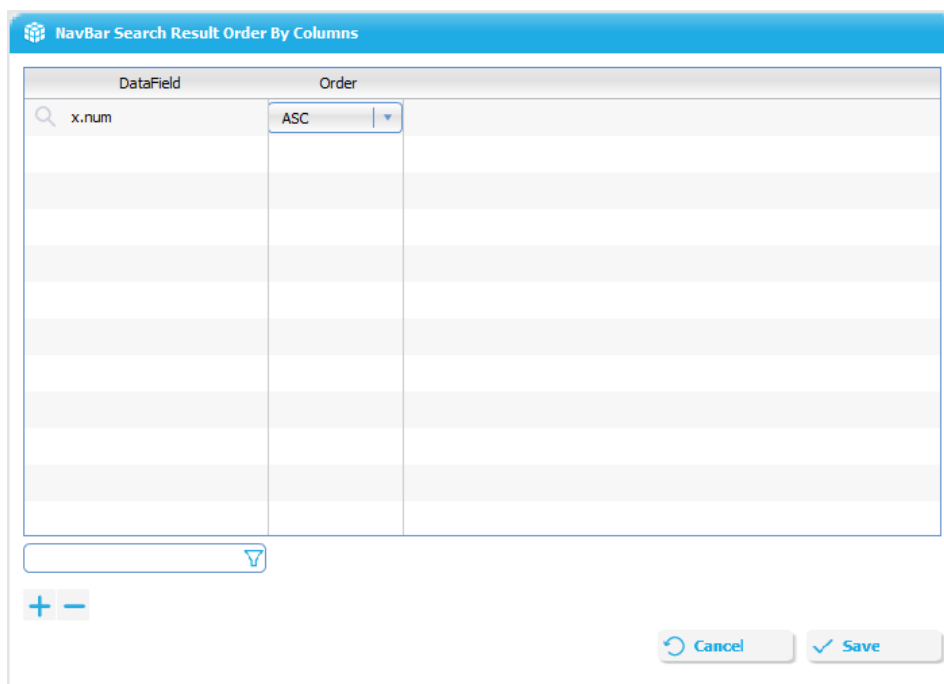 NavBar Search Result Order By Columns
DataField Order
x.num ASC
Cancel Save